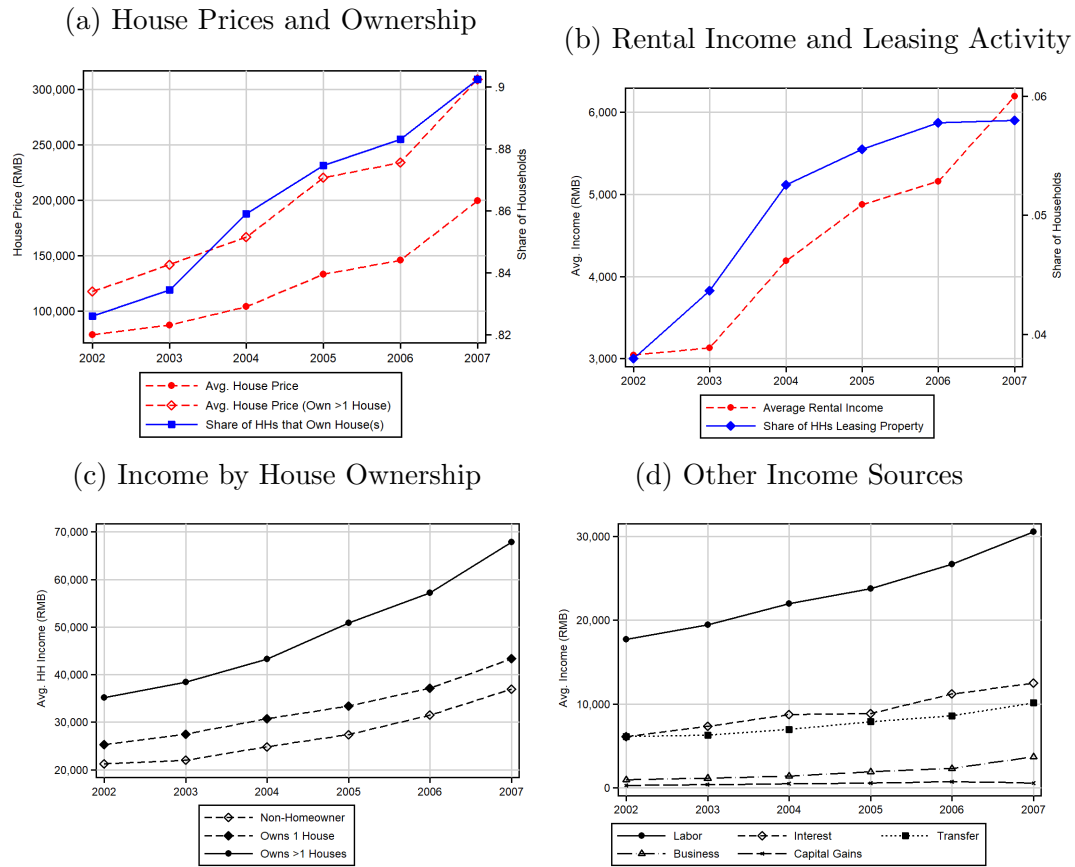 (a) House Prices and Ownership
300,000
250,000
200,000
150,000
100,000
House Price (RMB)
.9
.88
.86
.84
.82
Share of Households
2002 2003 2004 2005 2006 2007
Avg. House Price
Avg. House Price (Own >1 House)
Share of HHs that Own House(s)
(b) Rental Income and Leasing Activity
6,000
5,000
4,000
3,000
Avg. Income (RMB)
.06
.05
.04
Share of Households
2002 2003 2004 2005 2006 2007
Average Rental Income
Share of HHs Leasing Property
(c) Income by House Ownership
70,000
60,000
50,000
40,000
30,000
20,000
Avg. HH Income (RMB)
2002 2003 2004 2005 2006 2007
Non-Homeowner
Owns 1 House
Owns >1 Houses
(d) Other Income Sources
30,000
20,000
10,000
0
Avg. Income (RMB)
2002 2003 2004 2005 2006 2007
Labor Interest Transfer
Business Capital Gains